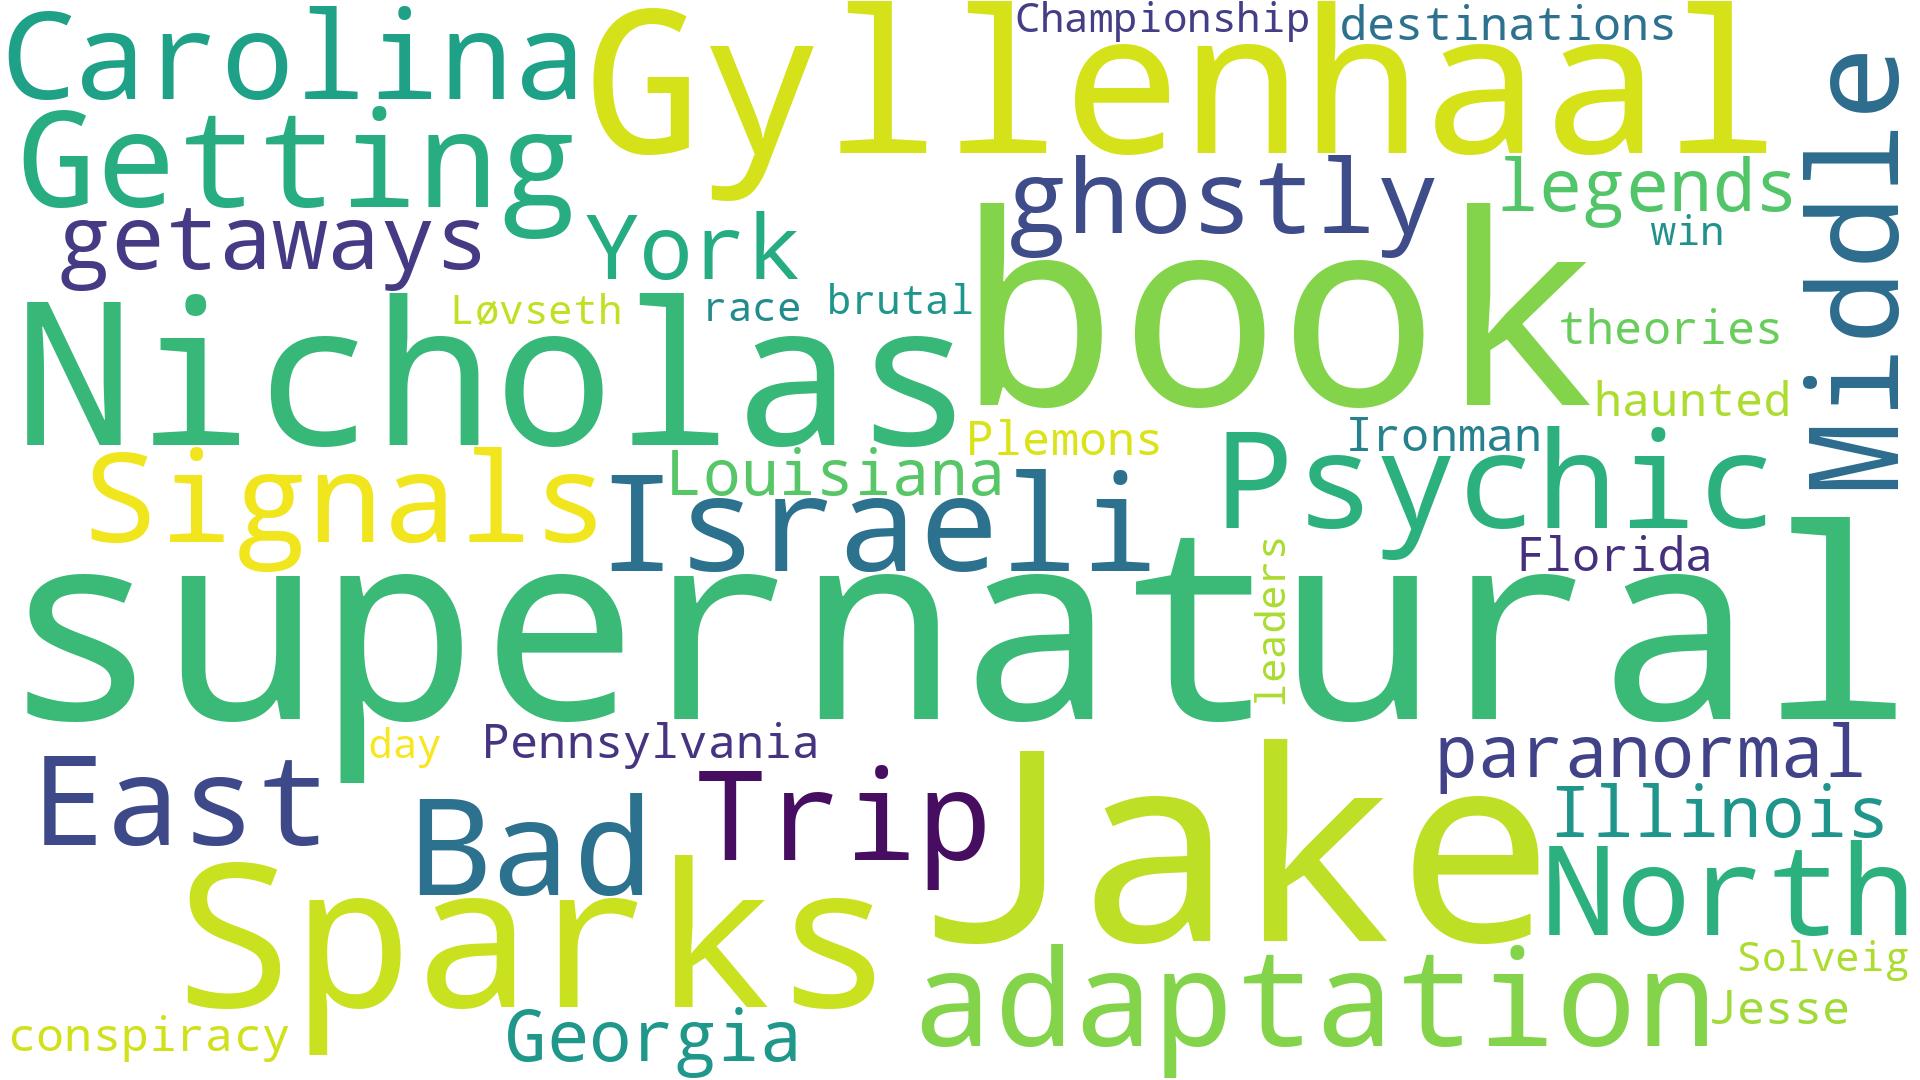 Carolina
Gyllenhaal
Championship
destinations
Middle
Getting
ghostly
legends
getaways
York
win
book
Nicholas
Løvseth
race
brutal
theories
haunted
Signals
Louisiana
Plemons
Ironman
Israeli
Psychic
Florida
supernatural
leaders
day
Pennsylvania
paranormal
East
Bad
Trip
Jake
Illinois
North
Sparks
adaptation
Solveig
Jesse
conspiracy
Georgia